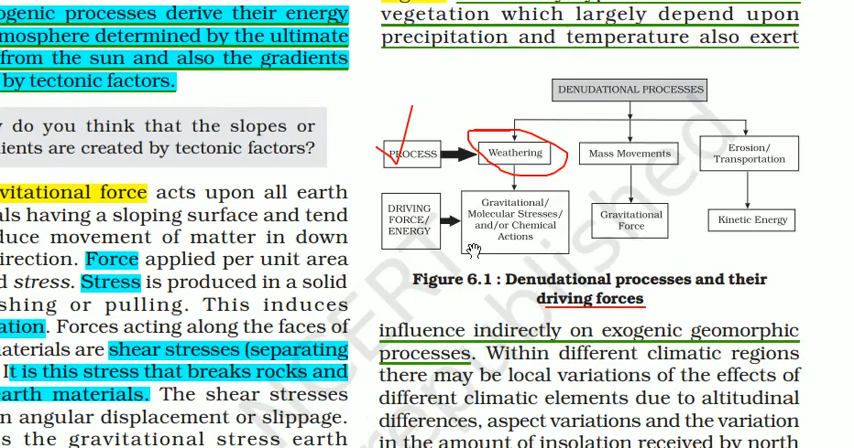 ogenic processes derive their energy
mosphere determined by the ultimate
from the sun and also the gradients
by tectonic factors.
do you think that the slopes or
ients are created by tectonic factors?
vitational force acts upon all earth
als having a sloping surface and tend
duce movement of matter in down
irection. Force applied per unit area
d stress. Stress is produced in a solid
shing or pulling. This induces
ation. Forces acting along the faces of
aterials are shear stresses (separating
It is this stress that breaks rocks and
earth materials. The shear stresses
n angular displacement or slippage.
s the gravitational stress earth
vegetation which largely depend upon
precipitation and temperature also exert
DENUDATIONAL PROCESSES
PROCESS
Weathering
Mass Movements
Erosion/
Transportation
DRIVING
FORCE/
ENERGY
Gravitational/
Molecular Stresses/
and/or Chemical
Actions
Gravitational
Force
Kinetic Energy
Figure 6.1 : Denudational processes and their
driving forces
influence indirectly on exogenic geomorphic
processes. Within different climatic regions
there may be local variations of the effects of
different climatic elements due to altitudinal
differences, aspect variations and the variation
in the amount of insolation received by north
NCERT
republished